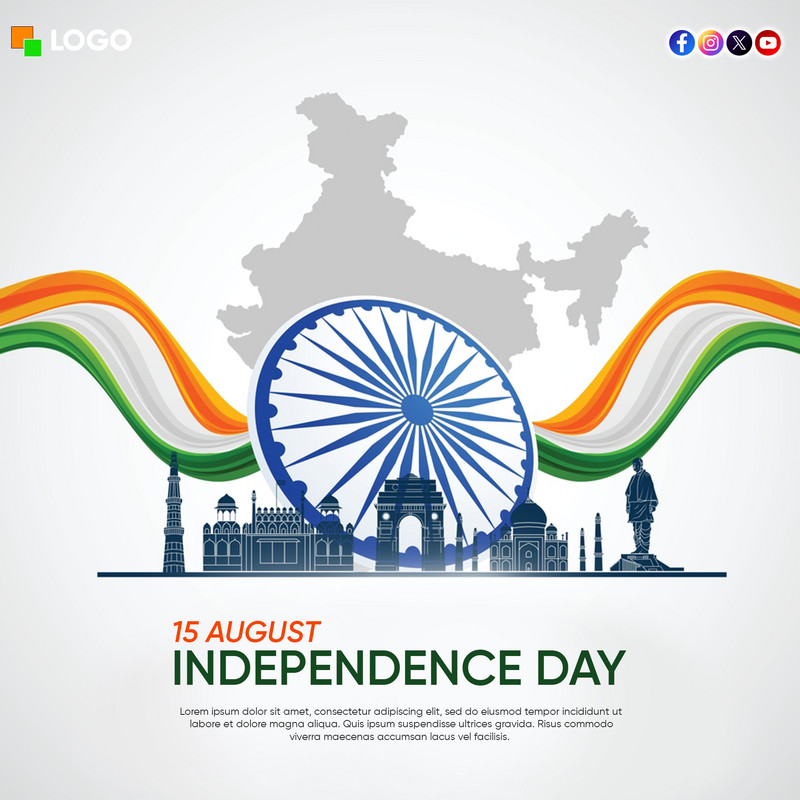 LOGO
15 AUGUST
INDEPENDENCE DAY
Lorem ipsum dolor sit amet, consectetur adipiscing elit, sed do eiusmod tempor incididunt ut
labore et dolore magna aliqua. Quis ipsum suspendisse ultrices gravida. Risus commodo
viverra maecenas accumsan lacus vel facilisis.